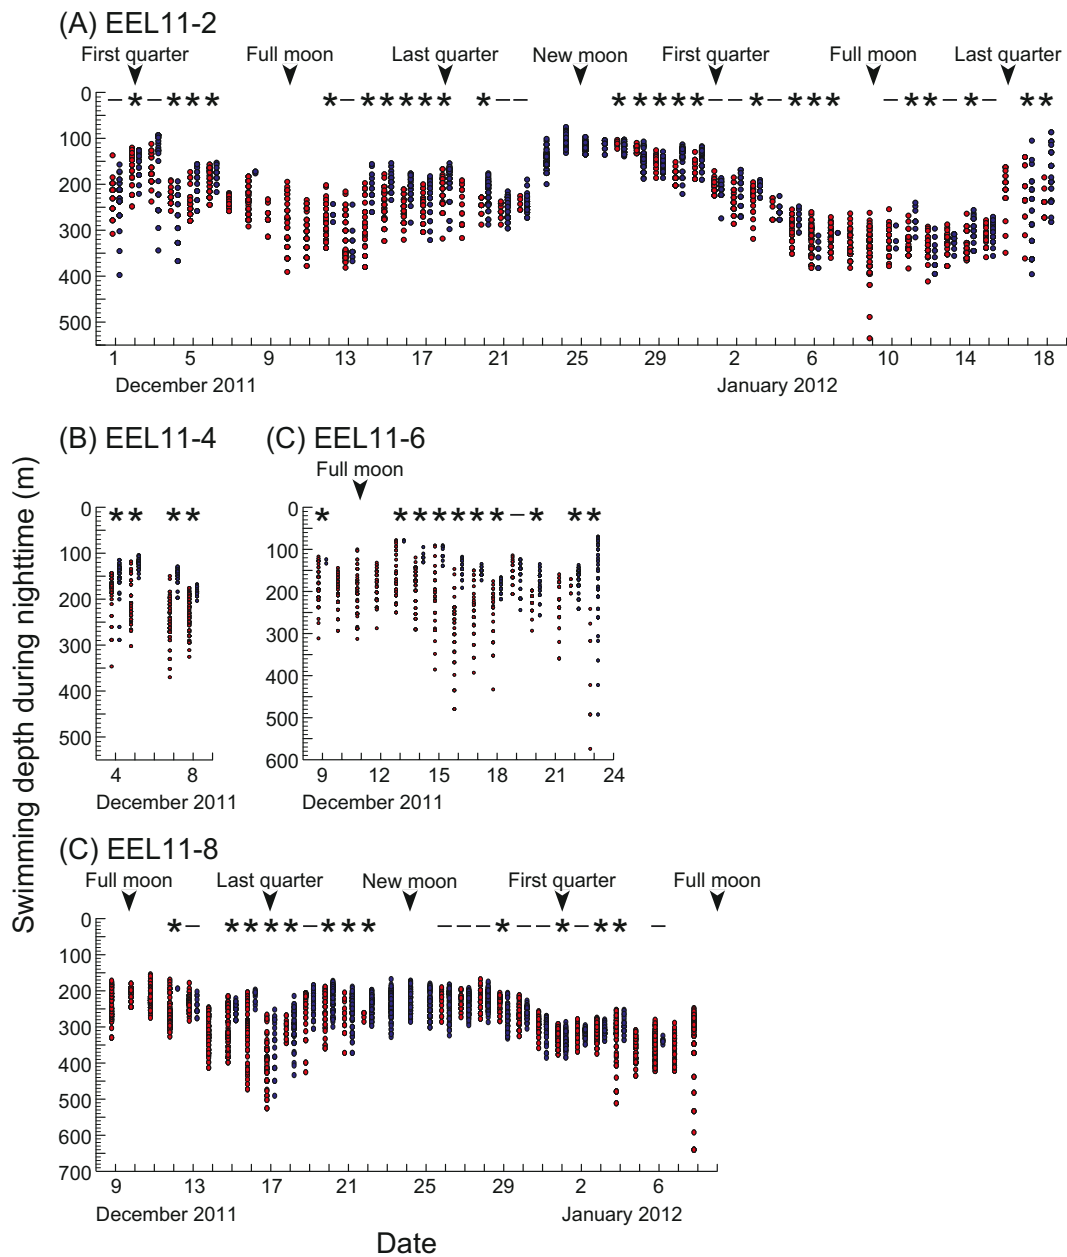 (A) EEL11-2
First quarter Full moon Last quarter New moon First quarter Full moon Last quarter
0 – * – * * * * – * * * * * * – – * * * * * – – * – * * * – * * – * – * *
100
200
300
400
500
1 5 9 13 17 21 25 29 2 6 10 14 18
December 2011 January 2012
Swimming depth during nighttime (m)
(B) EEL11-4
0 * * * *
100
200
300
400
500
4 8
December 2011
(C) EEL11-6
Full moon
0 * * * * * * * – * * *
100
200
300
400
500
600
9 12 15 18 21 24
December 2011
(C) EEL11-8
Full moon Last quarter New moon First quarter Full moon
0 * – * * * * – * * * – – – * – – * – * * –
100
200
300
400
500
600
700
9 13 17 21 25 29 2 6
December 2011 January 2012
Date